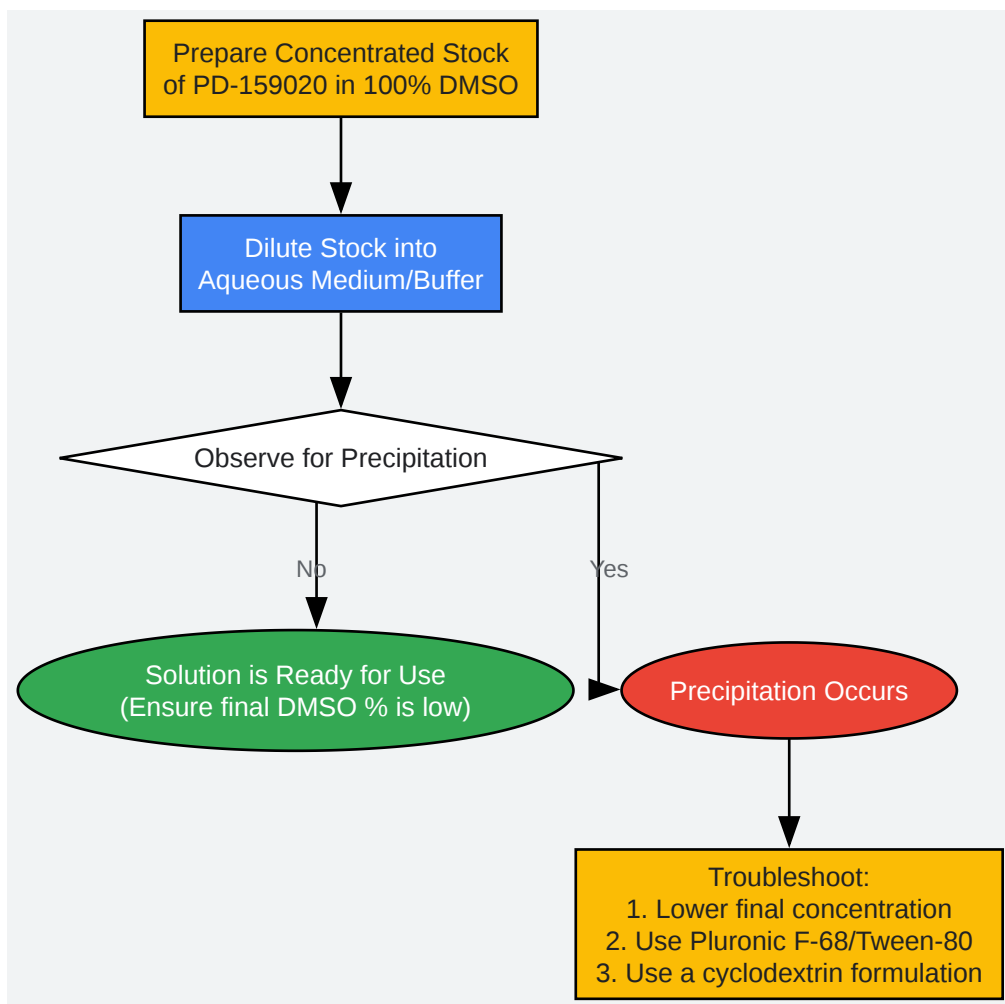 Prepare Concentrated Stock
of PD-159020 in 100% DMSO
Dilute Stock into
Aqueous Medium/Buffer
Observe for Precipitation
No
Yes
Solution is Ready for Use
(Ensure final DMSO % is low)
Precipitation Occurs
Troubleshoot:
1. Lower final concentration
2. Use Pluronic F-68/Tween-80
3. Use a cyclodextrin formulation